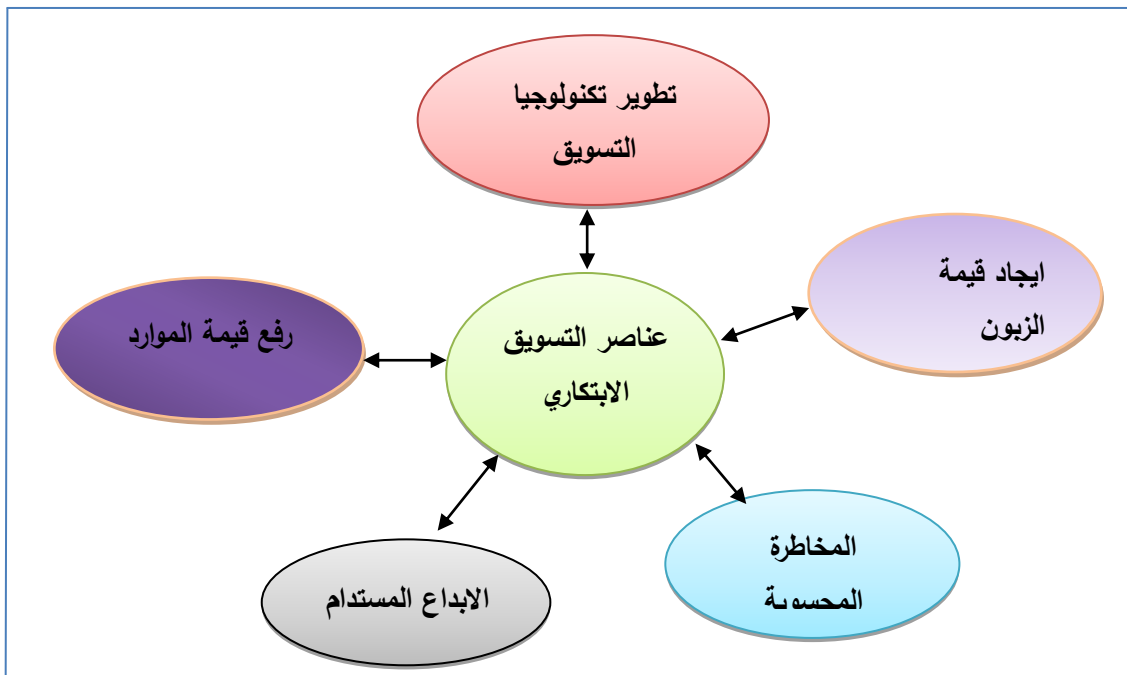 تطوير تكنولوجيا
التسويق
ايجاد قيمة
الزبون
عناصر التسويق
الابتكاري
رفع قيمة الموارد
المخاطرة
المحسوبة
الابداع المستدام